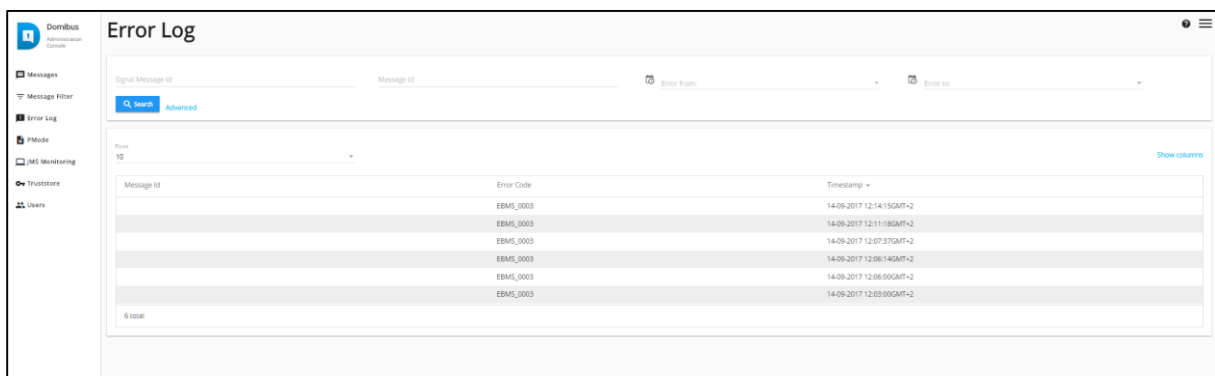 Domibus
Administration
Console
Error Log
Messages
Message Filter
Error Log
PMode
JMS Monitoring
Truststore
Users
Signal Message Id Message Id Error from: Error to:
Search Advanced
Rows
10 Show columns
Message Id Error Code Timestamp
EBMS_0003 14-09-2017 12:14:15GMT+2
EBMS_0003 14-09-2017 12:11:18GMT+2
EBMS_0003 14-09-2017 12:07:37GMT+2
EBMS_0003 14-09-2017 12:06:14GMT+2
EBMS_0003 14-09-2017 12:06:00GMT+2
EBMS_0003 14-09-2017 12:03:00GMT+2
6 total